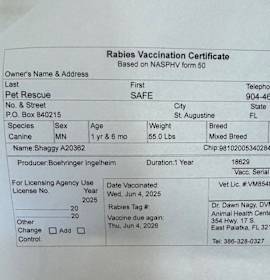 Rabies Vaccination Certificate
Based on NASPHV form 50
Owner's Name & Address
Last First Telepho
Pet Rescue SAFE 904-46
No. & Street City State
P.O. Box 840215 St. Augustine FL
Species Sex Age Weight Breed
Canine MN 1 yr & 6 mo 55.0 Lbs Mixed Breed
Name:Shaggy A20362 Chip:98102005340284
Producer:Boehringer Ingelheim Duration:1 Year 18629
Vacc. Serial
For Licensing Agency Use
License No. Year
2025
20
20
Other
Change Add
Control:
Date Vaccinated:
Wed, Jun 4, 2025
Rabies Tag #:
Vaccine due again:
Thu, Jun 4, 2026
Vet Lic. #:VM854
Dr. Dawn Nagy, DVM
Animal Health Cente
354 Hwy. 17 S.
East Palatka, FL 32
Tel: 386-328-0327